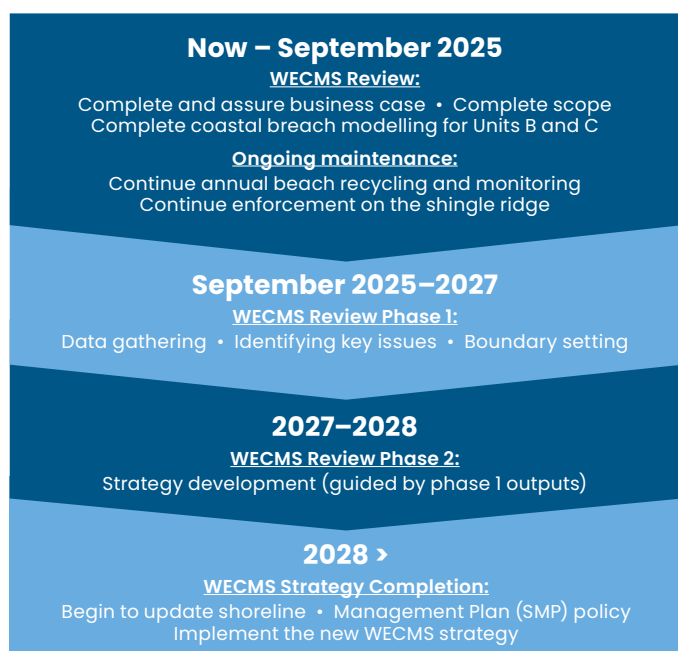 Now – September 2025
WECMS Review:
Complete and assure business case • Complete scope
Complete coastal breach modelling for Units B and C
Ongoing maintenance:
Continue annual beach recycling and monitoring
Continue enforcement on the shingle ridge
September 2025–2027
WECMS Review Phase 1:
Data gathering • Identifying key issues • Boundary setting
2027–2028
WECMS Review Phase 2:
Strategy development (guided by phase 1 outputs)
2028 >
WECMS Strategy Completion:
Begin to update shoreline • Management Plan (SMP) policy
Implement the new WECMS strategy